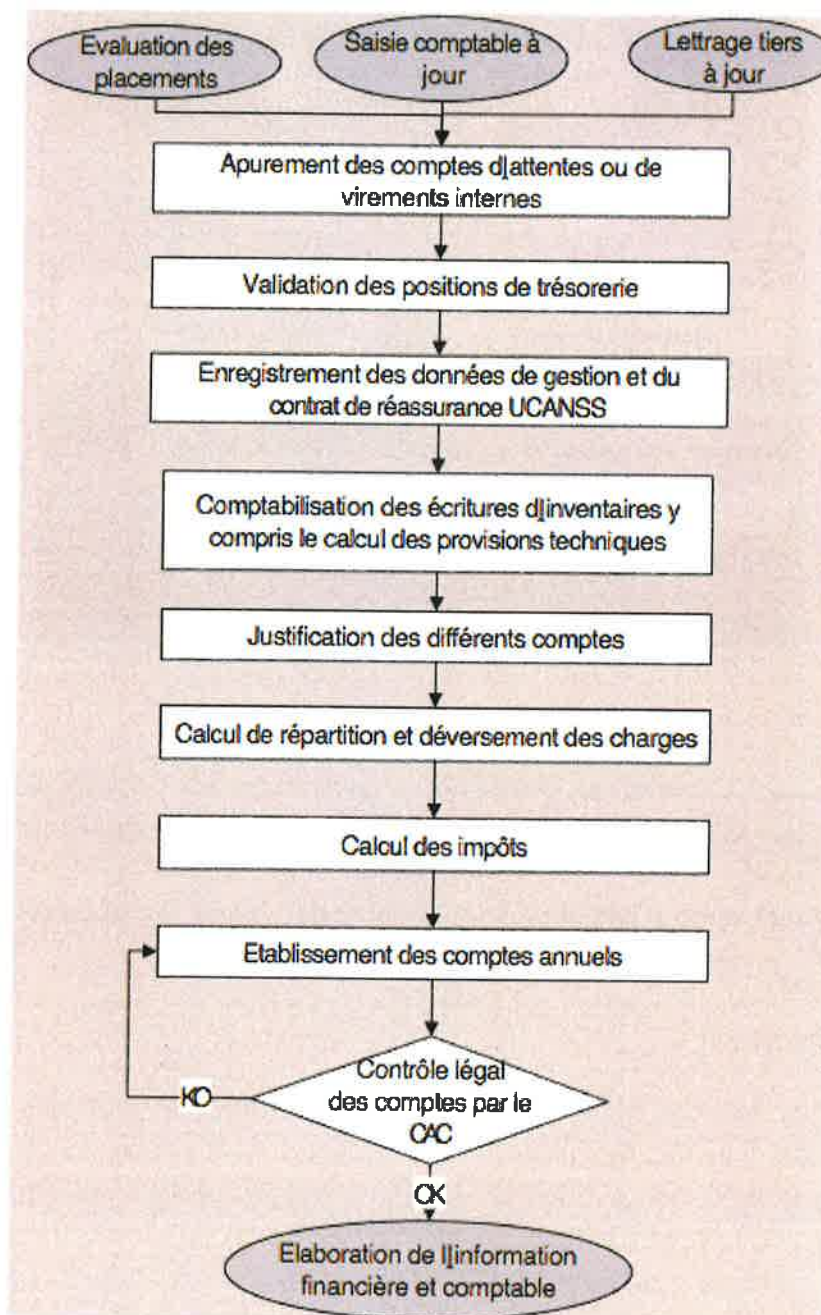 Evaluation des
placements
Saisie comptable à
jour
Lettrage tiers
à jour
Apurement des comptes d'attentes ou de
virements internes
Validation des positions de trésorerie
Enregistrement des données de gestion et du
contrat de réassurance UCANSS
Comptabilisation des écritures d'inventaires y
compris le calcul des provisions techniques
Justification des différents comptes
Calcul de répartition et déversement des charges
Calcul des impôts
Etablissement des comptes annuels
Contrôle légal
des comptes par le
CAC
KO
OK
Elaboration de l'information
financière et comptable